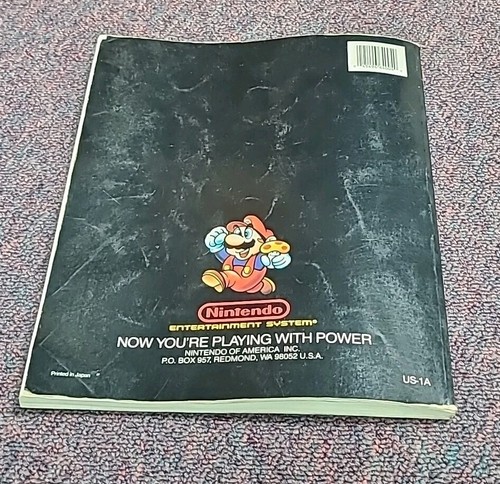 Nintendo
ENTERTAINMENT SYSTEM®
NOW YOU'RE PLAYING WITH POWER
NINTENDO OF AMERICA INC.
P.O. BOX 957, REDMOND, WA 98052 U.S.A.
Printed in Japan
US-1A